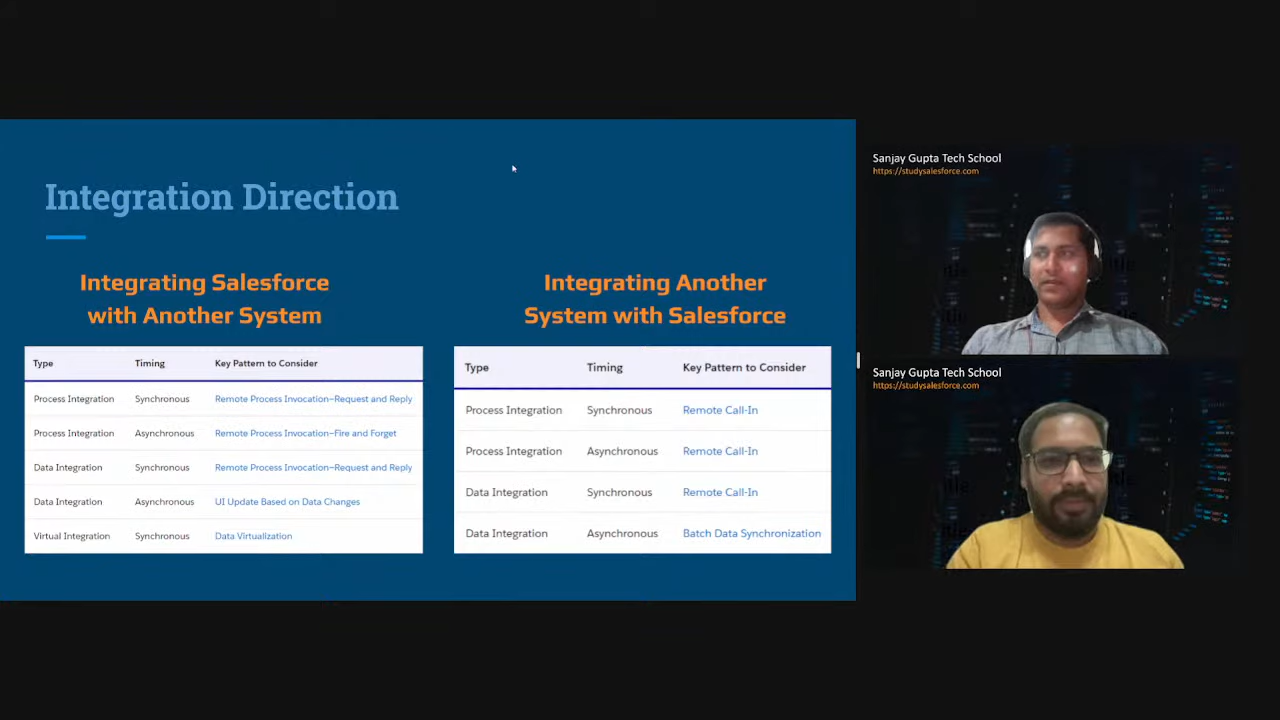 Integration Direction
Integrating Salesforce
with Another System
Type Timing Key Pattern to Consider
Process Integration Synchronous Remote Process Invocation—Request and Reply
Process Integration Asynchronous Remote Process Invocation—Fire and Forget
Data Integration Synchronous Remote Process Invocation—Request and Reply
Data Integration Asynchronous UI Update Based on Data Changes
Virtual Integration Synchronous Data Virtualization
Integrating Another
System with Salesforce
Type Timing Key Pattern to Consider
Process Integration Synchronous Remote Call-In
Process Integration Asynchronous Remote Call-In
Data Integration Synchronous Remote Call-In
Data Integration Asynchronous Batch Data Synchronization
Sanjay Gupta Tech School
https://studysalesforce.com
Sanjay Gupta Tech School
https://studysalesforce.com